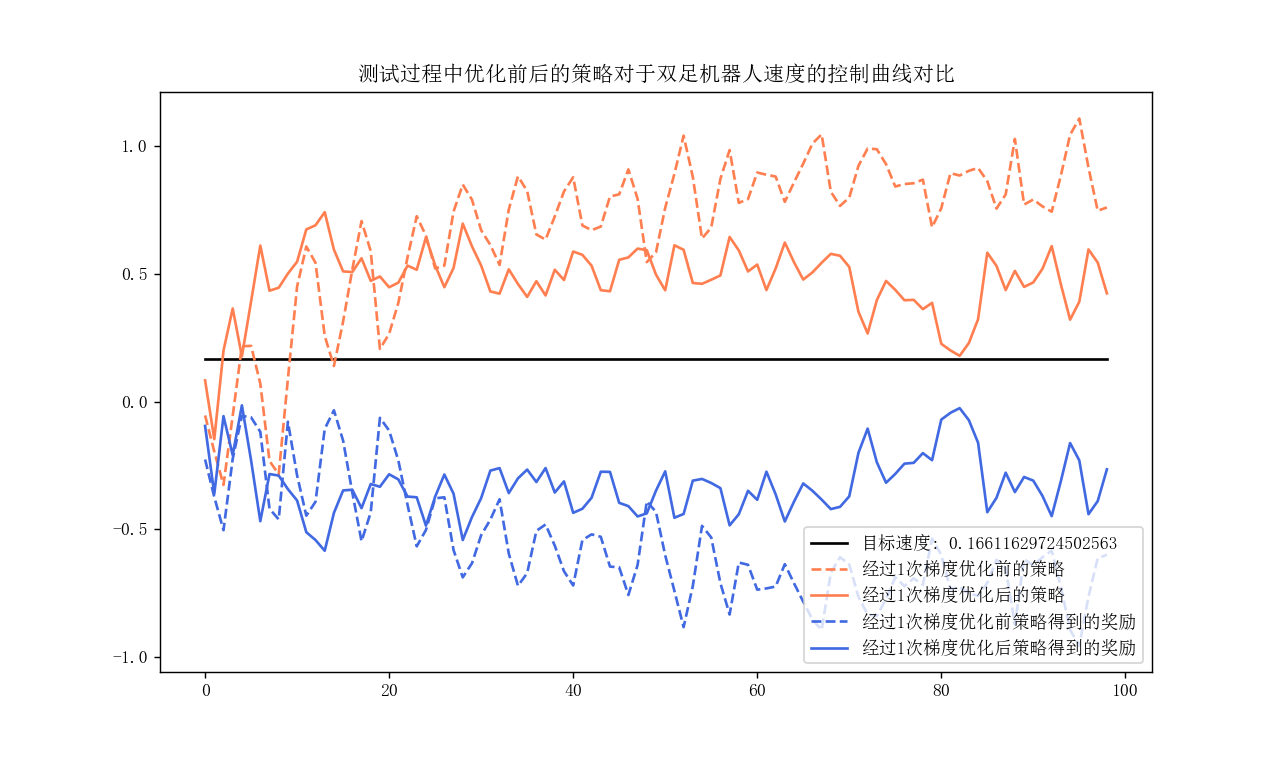 测试过程中优化前后的策略对于双足机器人速度的控制曲线对比
1.0
0.5
0.0
−0.5
−1.0
目标速度: 0.16611629724502563
经过1次梯度优化前的策略
经过1次梯度优化后的策略
经过1次梯度优化前策略得到的奖励
经过1次梯度优化后策略得到的奖励
0 20 40 60 80 100